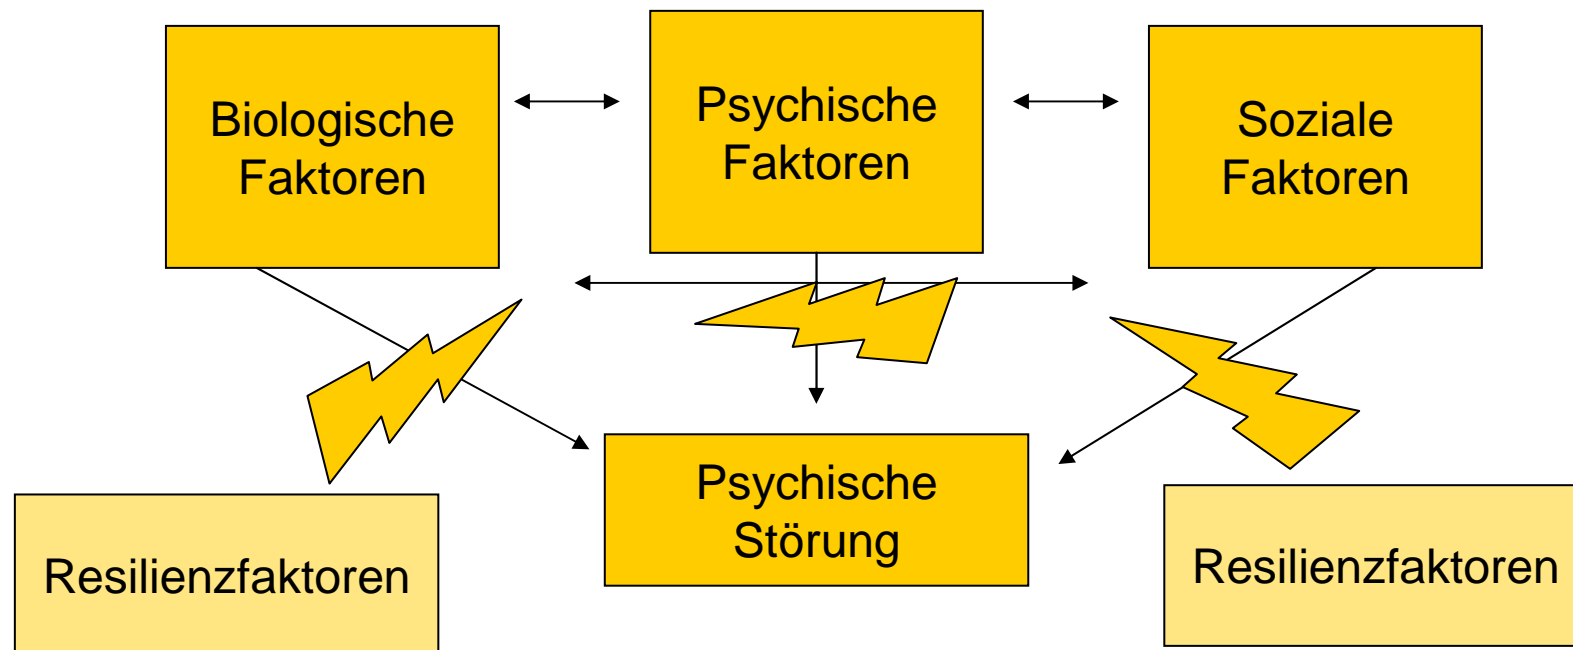 Biologische
Faktoren
Psychische
Faktoren
Soziale
Faktoren
Psychische
Störung
Resilienzfaktoren
Resilienzfaktoren